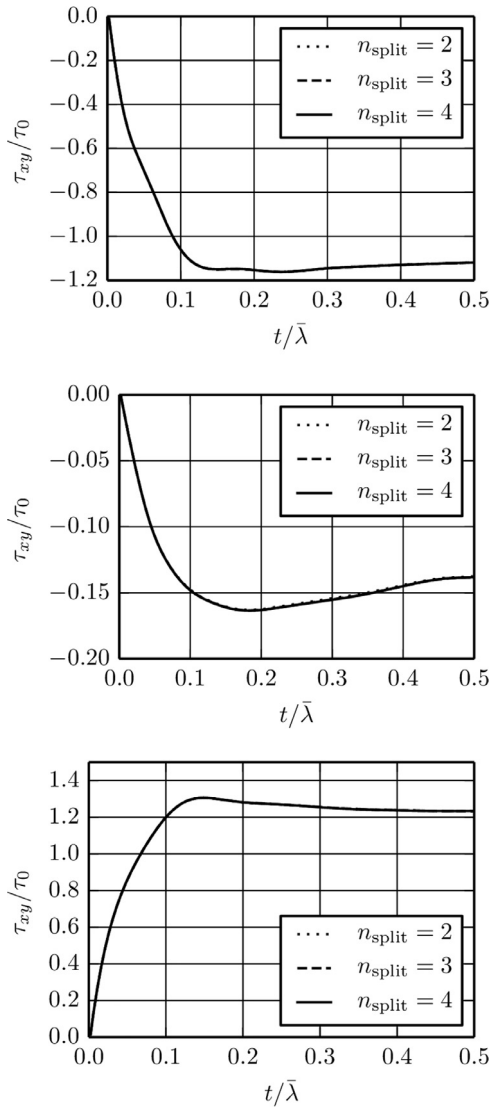 0.0
−0.2
−0.4
−0.6
−0.8
−1.0
−1.2
τxy/τ0
nsplit = 2
nsplit = 3
nsplit = 4
0.0 0.1 0.2 0.3 0.4 0.5
t/λ̄
0.00
−0.05
−0.10
−0.15
−0.20
τxy/τ0
nsplit = 2
nsplit = 3
nsplit = 4
0.0 0.1 0.2 0.3 0.4 0.5
t/λ̄
1.4
1.2
1.0
0.8
0.6
0.4
0.2
0.0
τxy/τ0
nsplit = 2
nsplit = 3
nsplit = 4
0.0 0.1 0.2 0.3 0.4 0.5
t/λ̄